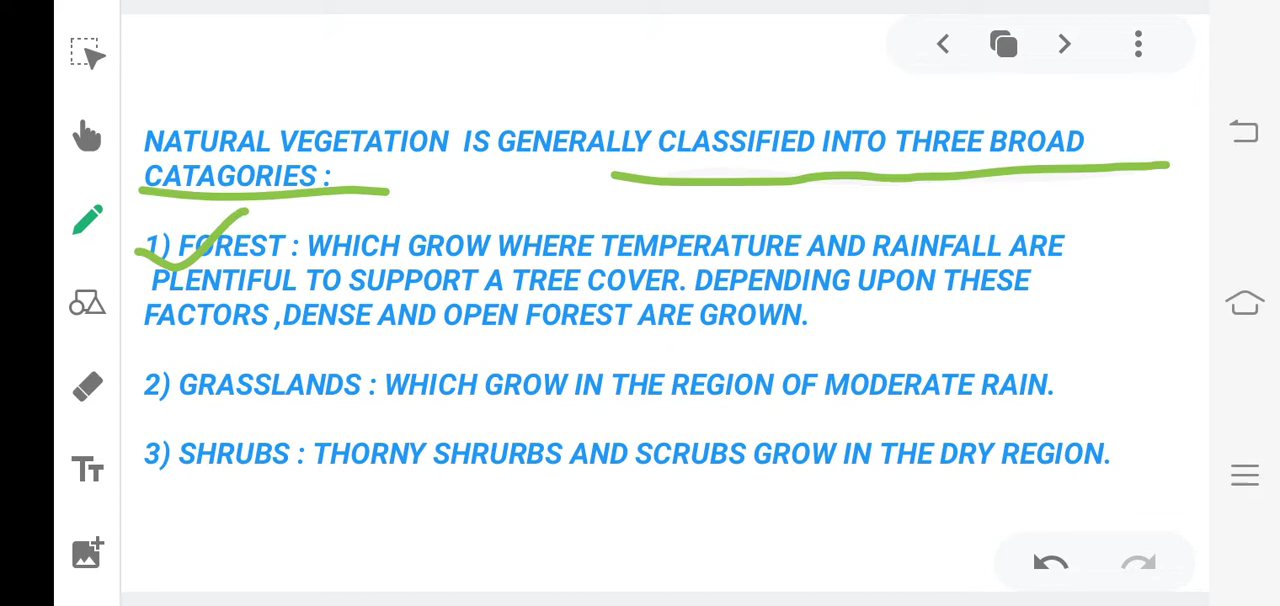 NATURAL VEGETATION IS GENERALLY CLASSIFIED INTO THREE BROAD
CATAGORIES :
1) FOREST : WHICH GROW WHERE TEMPERATURE AND RAINFALL ARE
PLENTIFUL TO SUPPORT A TREE COVER. DEPENDING UPON THESE
FACTORS ,DENSE AND OPEN FOREST ARE GROWN.
2) GRASSLANDS : WHICH GROW IN THE REGION OF MODERATE RAIN.
3) SHRUBS : THORNY SHRURBS AND SCRUBS GROW IN THE DRY REGION.
TT